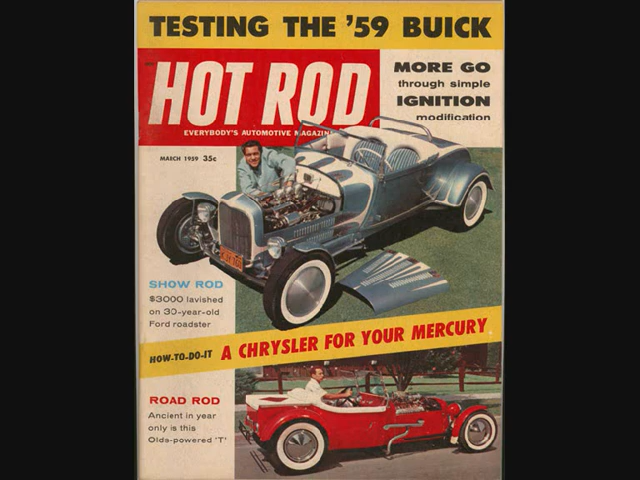 TESTING THE '59 BUICK
HOT ROD
EVERYBODY'S AUTOMOTIVE MAGAZINE
MORE GO
through simple
IGNITION
modification
MARCH 1959 35c
SHOW ROD
$3000 lavished
on 30-year-old
Ford roadster
HOW-TO-DO-IT A CHRYSLER FOR YOUR MERCURY
ROAD ROD
Ancient in year
only is this
Olds-powered 'T'